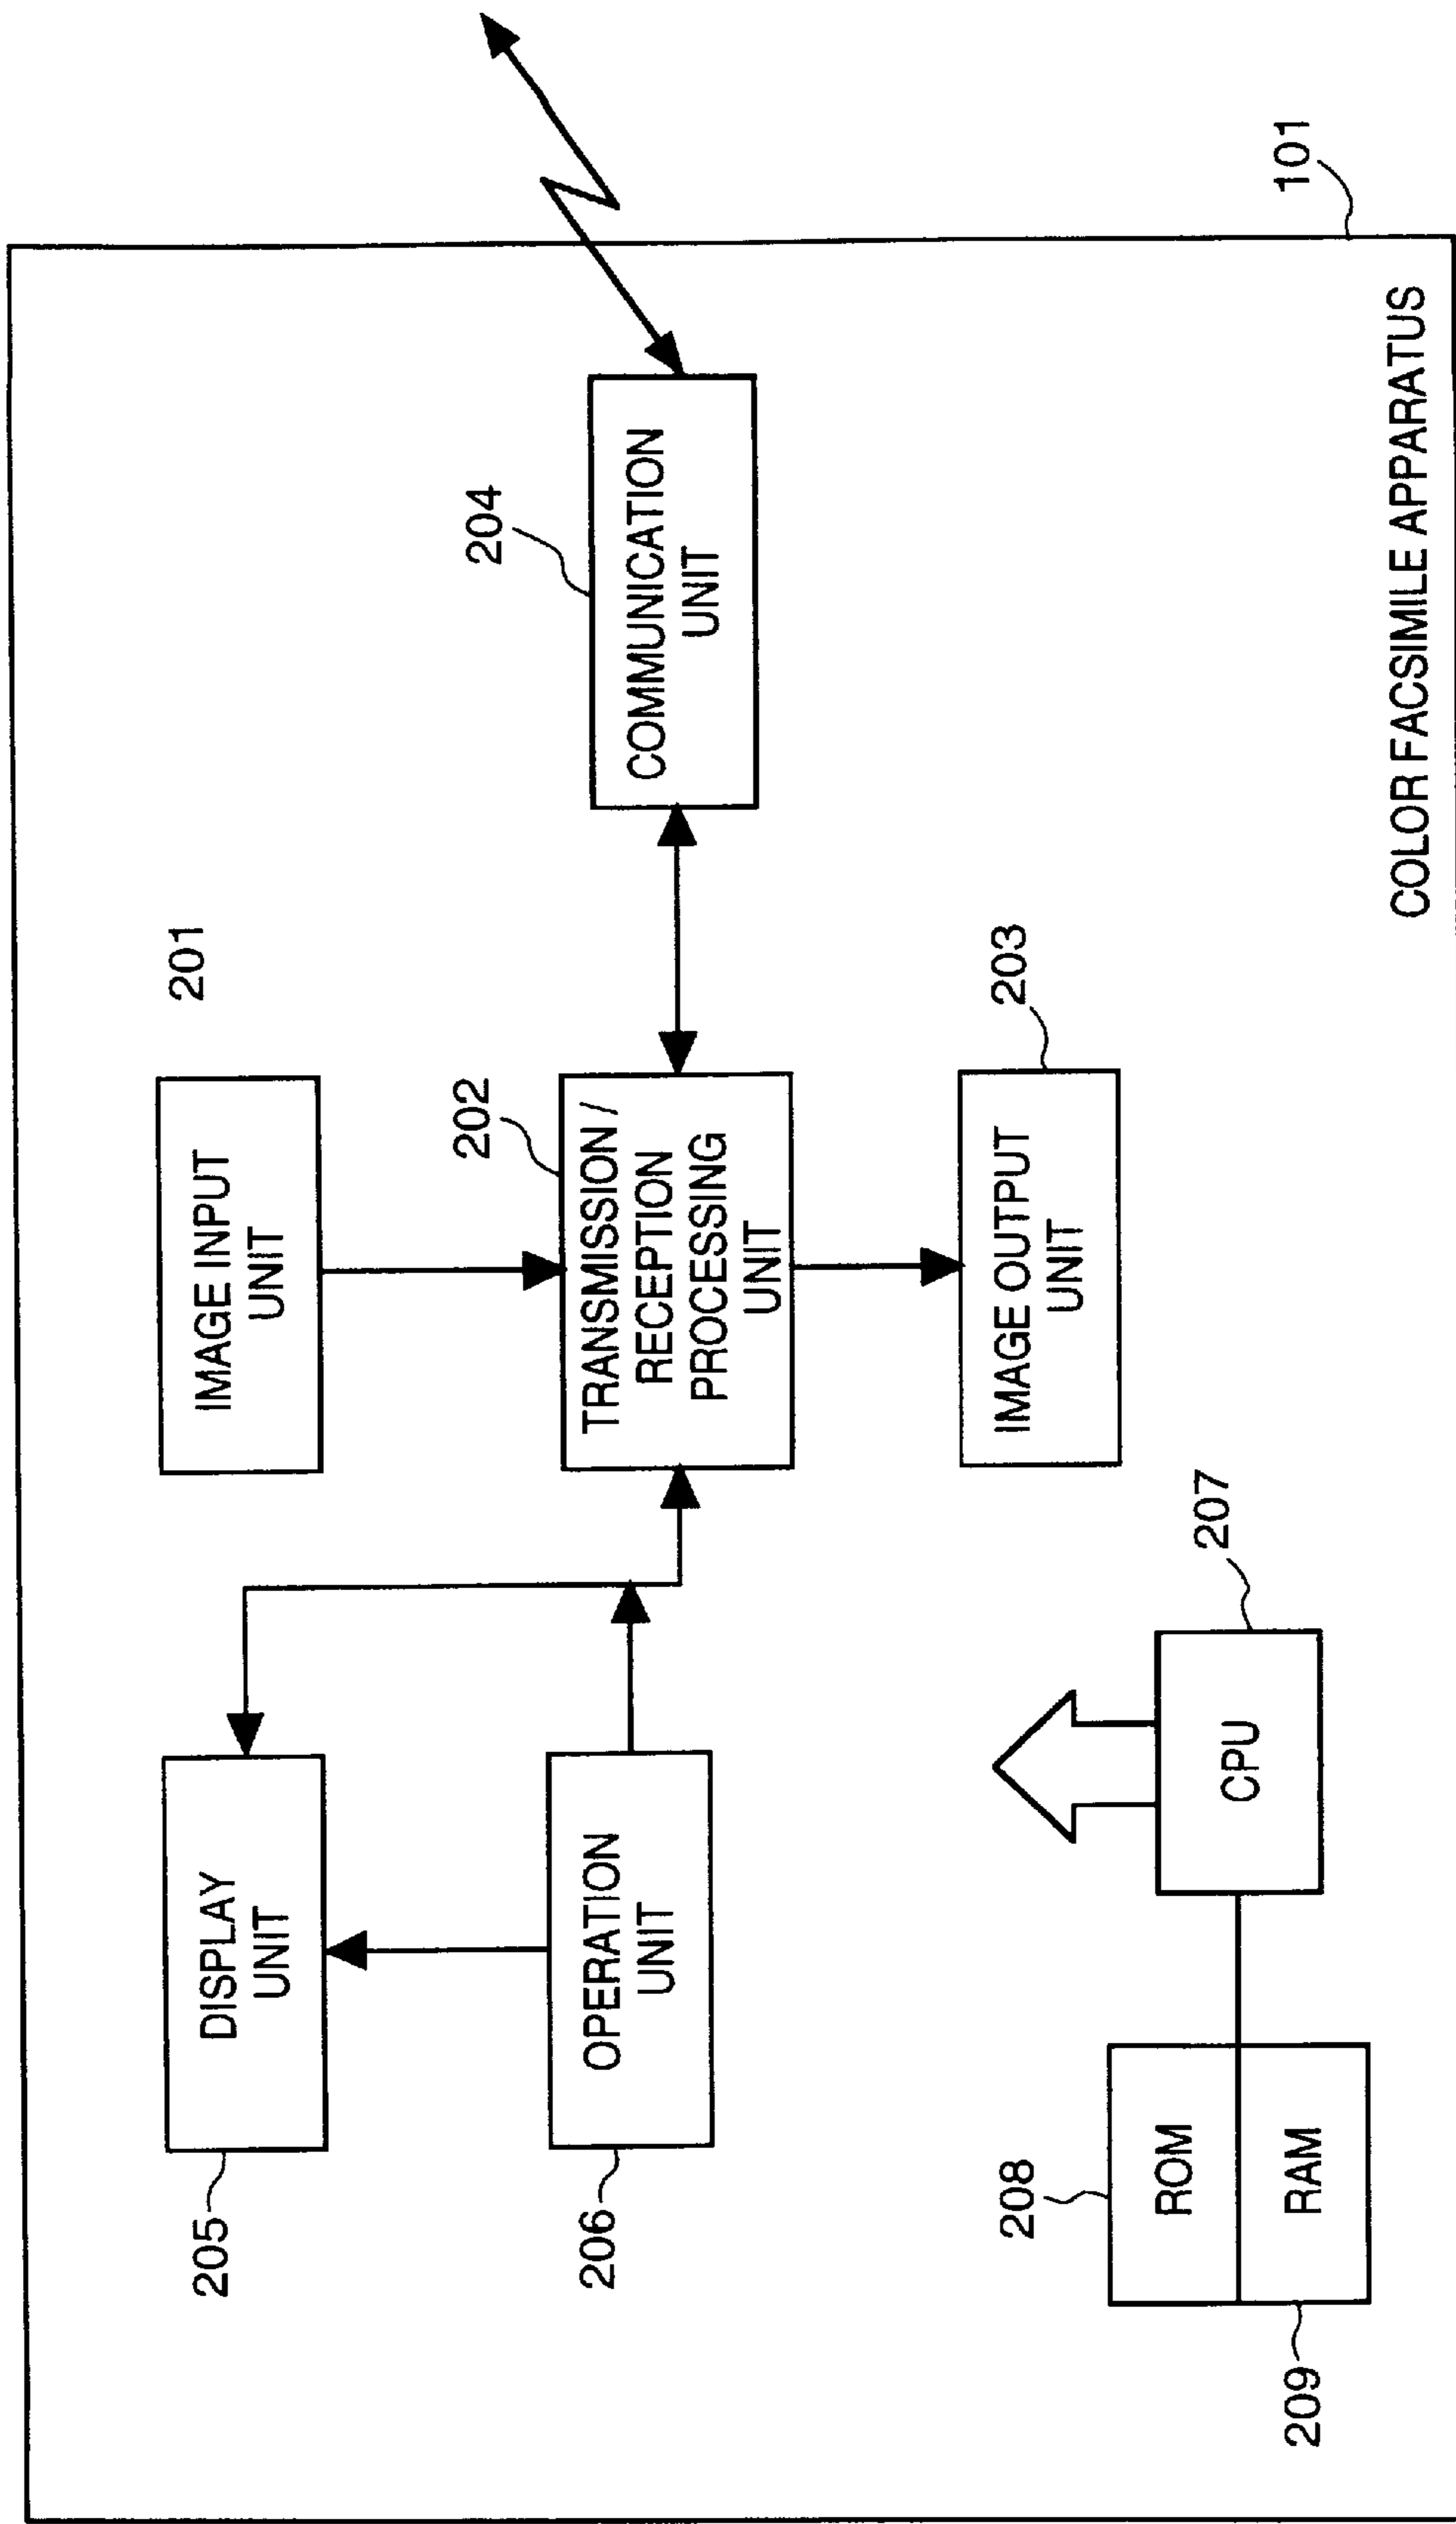 101
201
IMAGE INPUT
UNIT
205
DISPLAY
UNIT
202
TRANSMISSION /
RECEPTION
PROCESSING
UNIT
204
COMMUNICATION
UNIT
206
OPERATION
UNIT
203
IMAGE OUTPUT
UNIT
207
CPU
208
ROM
209
RAM
COLOR FACSIMILE APPARATUS